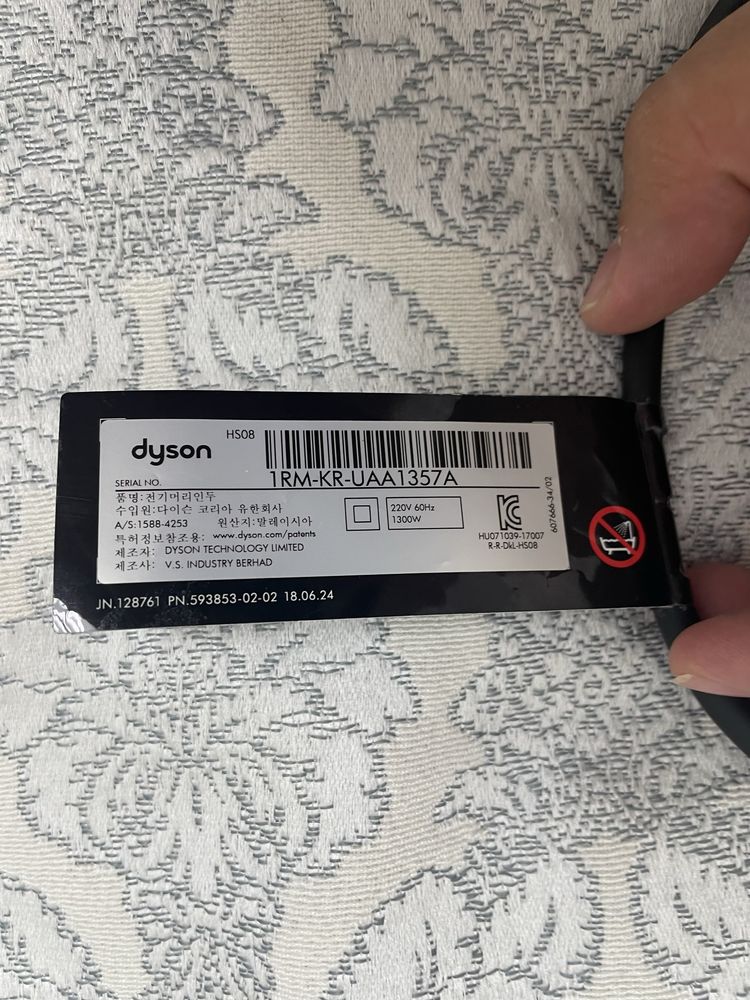 dyson HS08
SERIAL NO. 1RM-KR-UAA1357A
품명:전기머리인두
수입원:다이슨 코리아 유한회사
A/S:1588-4253 원산지:말레이시아
특허정보참조용: www.dyson.com/patents
제조자: DYSON TECHNOLOGY LIMITED
제조사: V.S. INDUSTRY BERHAD
220V 60Hz
1300W
HU071039-17007
R-R-DkL-HS08
607666-34/02
JN.128761 PN.593853-02-02 18.06.24